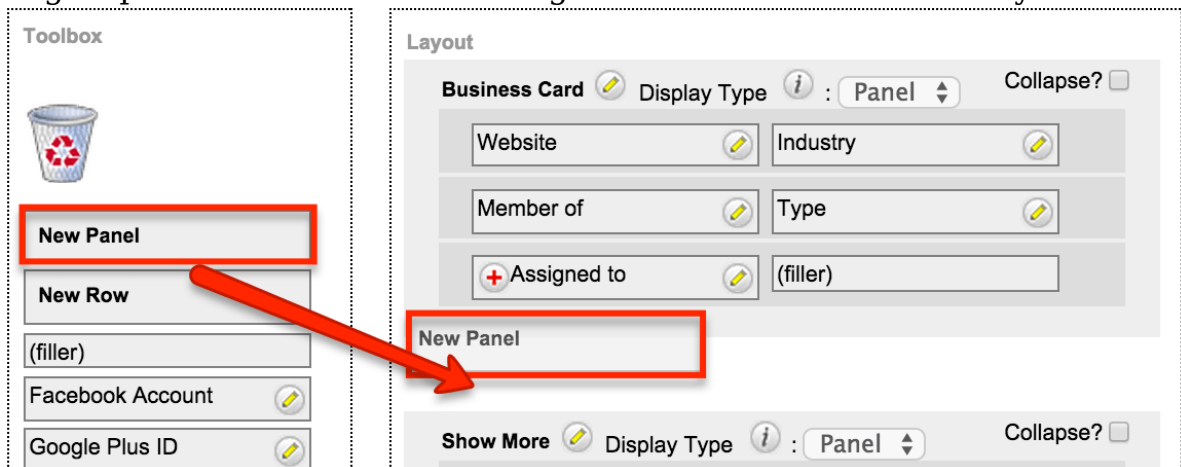 Toolbox
New Panel
New Row
(filler)
Facebook Account
Google Plus ID
Layout
Business Card Display Type i : Panel Collapse?
Website Industry
Member of Type
Assigned to (filler)
New Panel
Show More Display Type i : Panel Collapse?